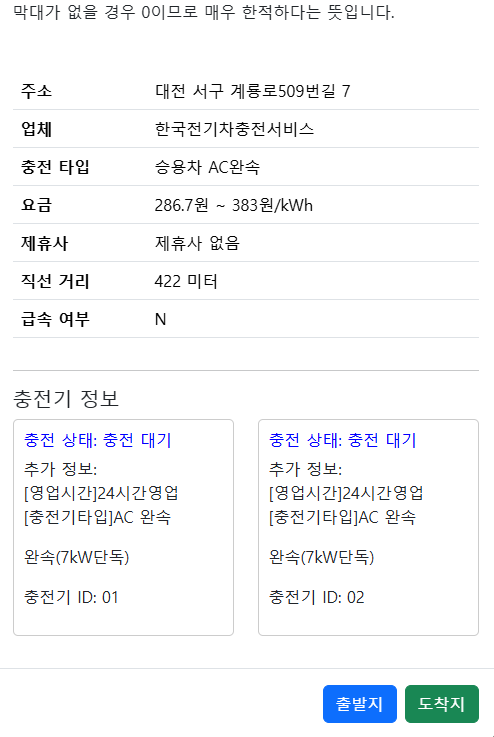 막대가 없을 경우 0이므로 매우 한적하다는 뜻입니다.
주소 대전 서구 계룡로509번길 7
업체 한국전기차충전서비스
충전 타입 승용차 AC완속
요금 286.7원 ~ 383원/kWh
제휴사 제휴사 없음
직선 거리 422 미터
급속 여부 N
충전기 정보
충전 상태: 충전 대기
추가 정보:
[영업시간]24시간영업
[충전기타입]AC 완속
완속(7kW단독)
충전기 ID: 01
충전 상태: 충전 대기
추가 정보:
[영업시간]24시간영업
[충전기타입]AC 완속
완속(7kW단독)
충전기 ID: 02
출발지 도착지